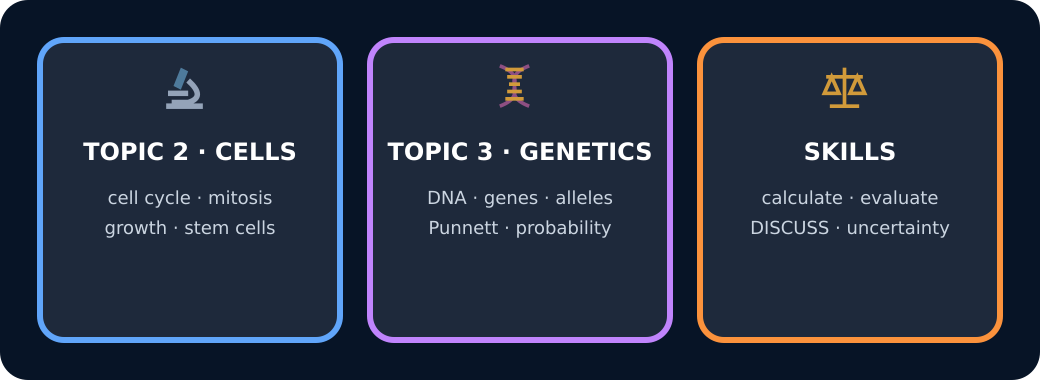 TOPIC 2 · CELLS
cell cycle · mitosis
growth · stem cells
TOPIC 3 · GENETICS
DNA · genes · alleles
Punnett · probability
SKILLS
calculate · evaluate
DISCUSS · uncertainty